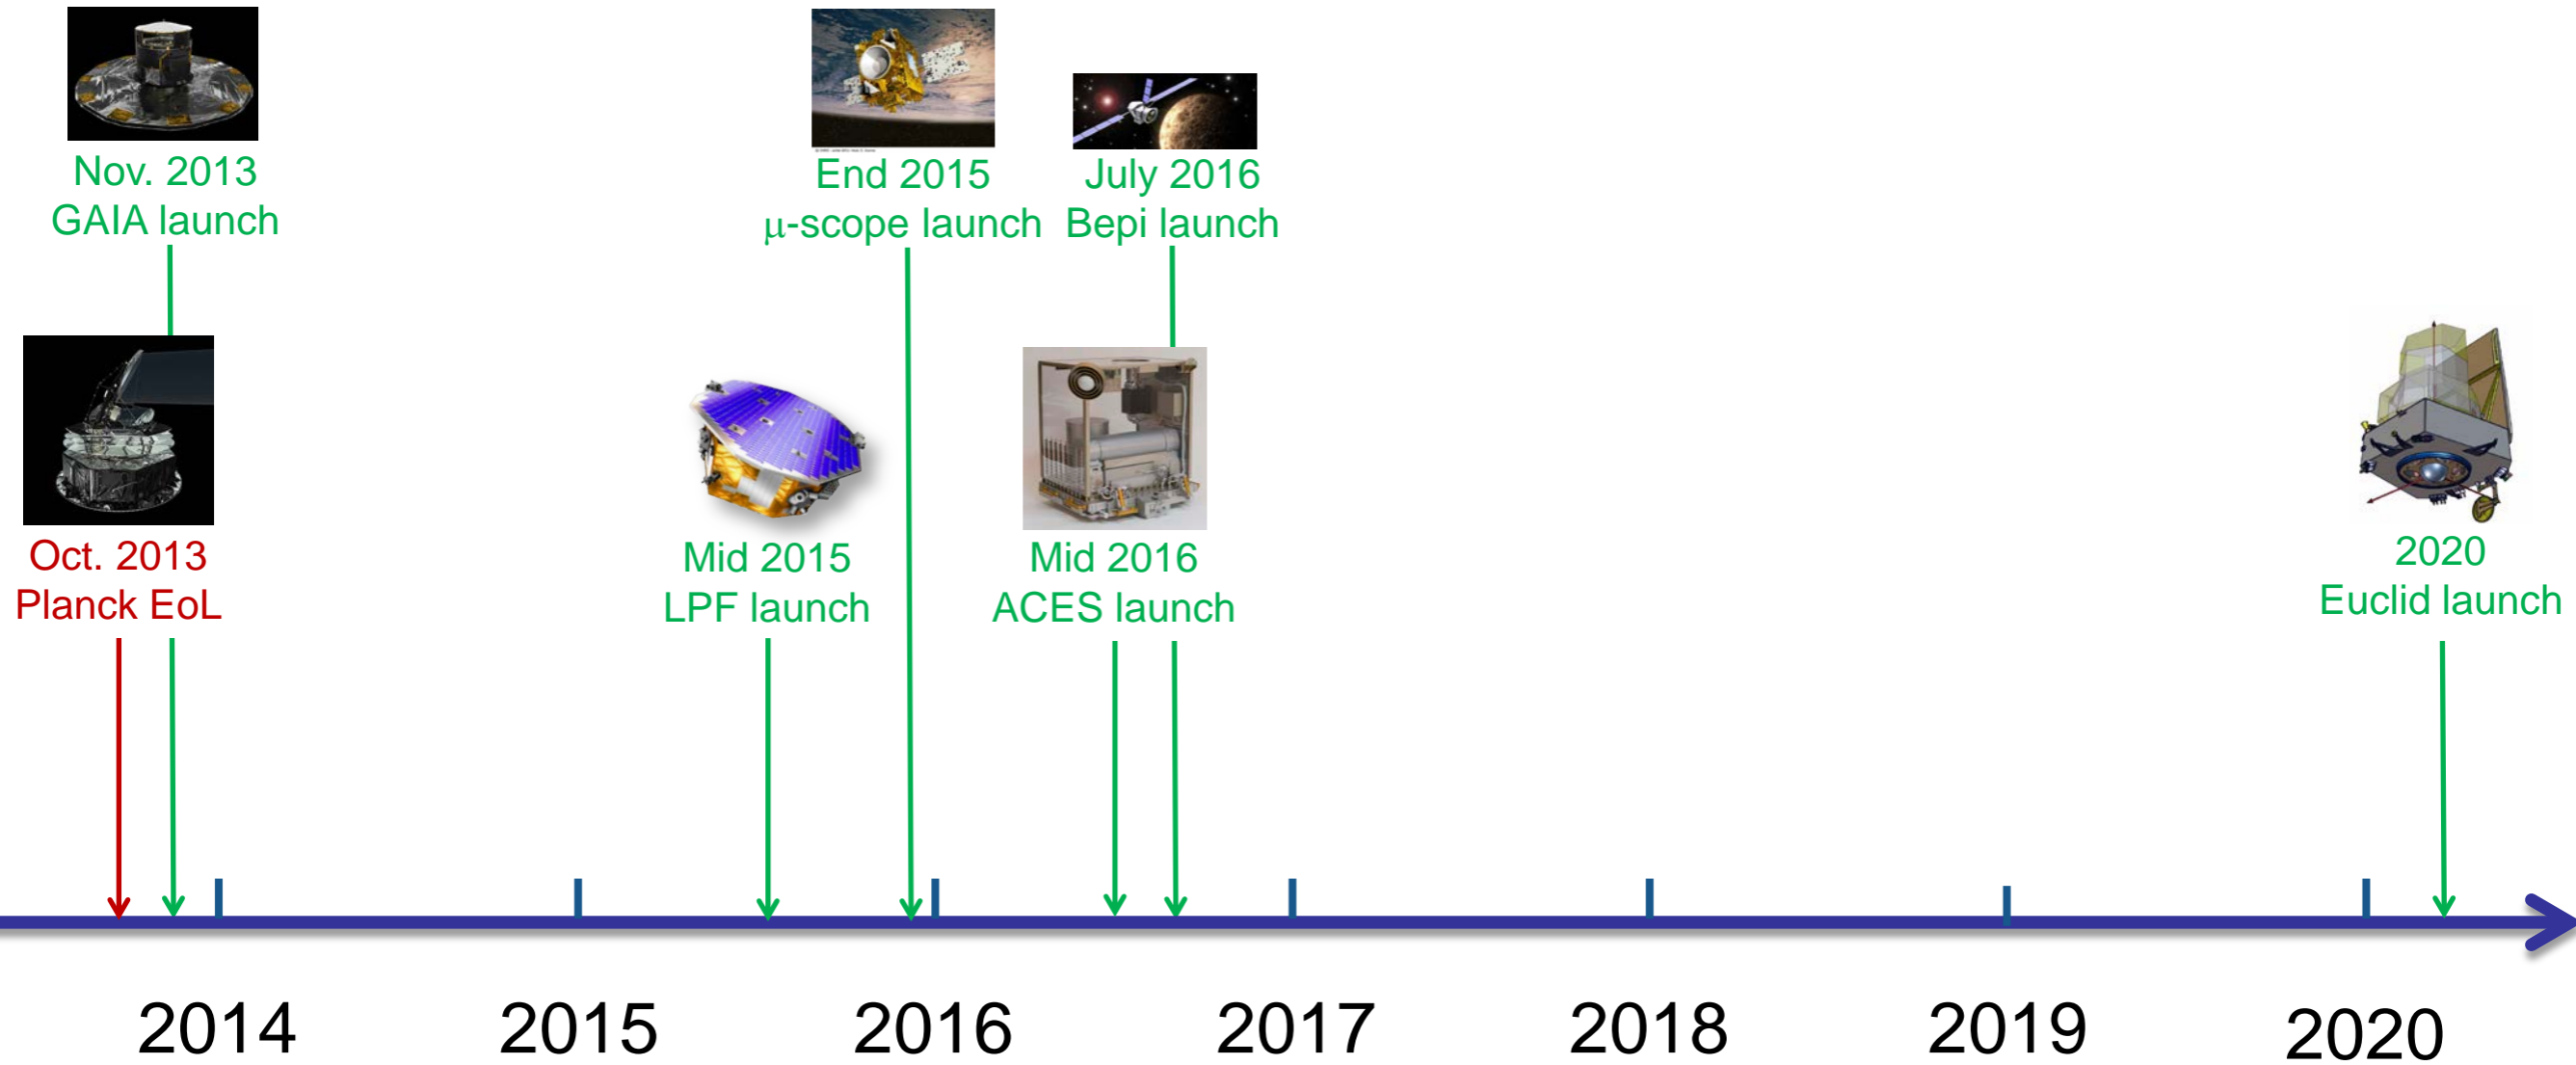 Nov. 2013
GAIA launch
End 2015
μ-scope launch
July 2016
Bepi launch
Oct. 2013
Planck EoL
Mid 2015
LPF launch
Mid 2016
ACES launch
2020
Euclid launch
2014
2015
2016
2017
2018
2019
2020